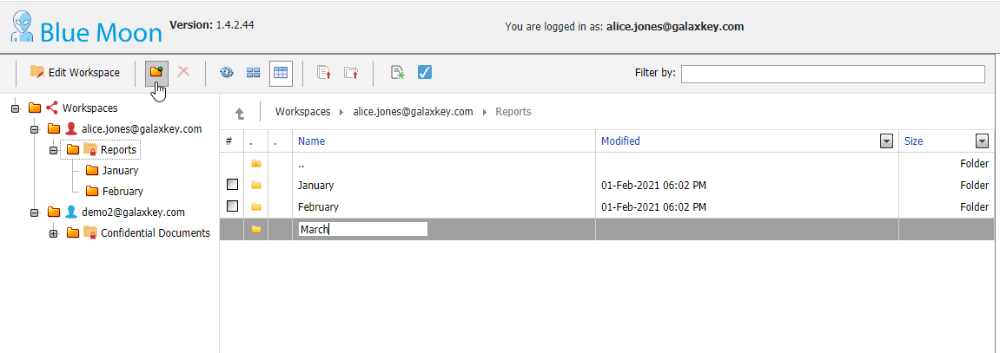 Blue Moon
Version: 1.4.2.44
You are logged in as: alice.jones@galaxkey.com
Edit Workspace
Filter by:
Workspaces
alice.jones@galaxkey.com
Reports
January
February
demo2@galaxkey.com
Confidential Documents
Workspaces alice.jones@galaxkey.com Reports
# . . Name Modified Size
.. Folder
January 01-Feb-2021 06:02 PM Folder
February 01-Feb-2021 06:02 PM Folder
March